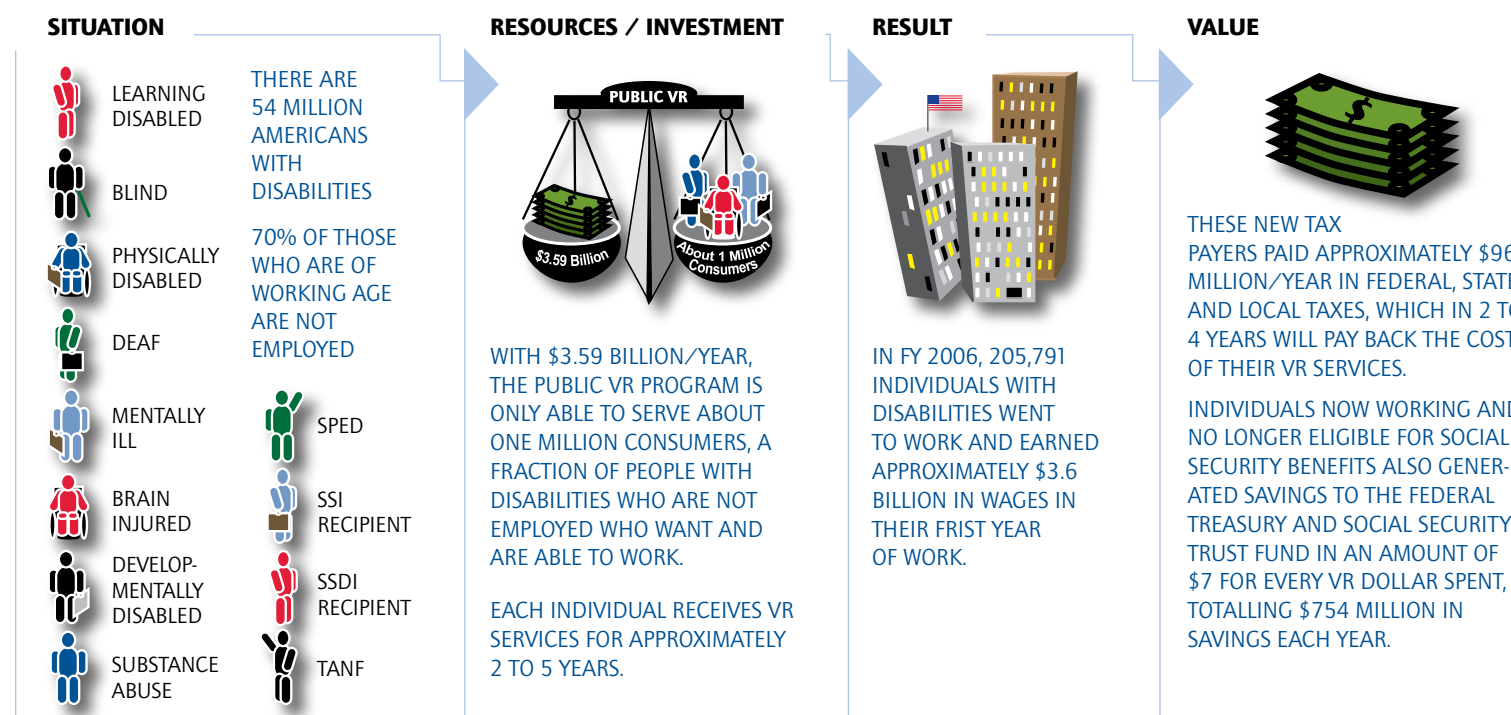 SITUATION
LEARNING
DISABLED
BLIND
PHYSICALLY
DISABLED
DEAF
MENTALLY
ILL
BRAIN
INJURED
DEVELOP-
MENTALLY
DISABLED
SUBSTANCE
ABUSE
THERE ARE
54 MILLION
AMERICANS
WITH
DISABILITIES
70% OF THOSE
WHO ARE OF
WORKING AGE
ARE NOT
EMPLOYED
SPED
SSI
RECIPIENT
SSDI
RECIPIENT
TANF
RESOURCES / INVESTMENT
PUBLIC VR
$3.59 Billion
About 1 Million
Consumers
WITH $3.59 BILLION/YEAR,
THE PUBLIC VR PROGRAM IS
ONLY ABLE TO SERVE ABOUT
ONE MILLION CONSUMERS, A
FRACTION OF PEOPLE WITH
DISABILITIES WHO ARE NOT
EMPLOYED WHO WANT AND
ARE ABLE TO WORK.
EACH INDIVIDUAL RECEIVES VR
SERVICES FOR APPROXIMATELY
2 TO 5 YEARS.
RESULT
IN FY 2006, 205,791
INDIVIDUALS WITH
DISABILITIES WENT
TO WORK AND EARNED
APPROXIMATELY $3.6
BILLION IN WAGES IN
THEIR FRIST YEAR
OF WORK.
VALUE
$
THESE NEW TAX
PAYERS PAID APPROXIMATELY
MILLION/YEAR IN FEDERAL, STATE
AND LOCAL TAXES, WHICH IN 2 TO
4 YEARS WILL PAY BACK THE COST
OF THEIR VR SERVICES.
INDIVIDUALS NOW WORKING AND
NO LONGER ELIGIBLE FOR SOCIAL
SECURITY BENEFITS ALSO GENER-
ATED SAVINGS TO THE FEDERAL
TREASURY AND SOCIAL SECURITY
TRUST FUND IN AN AMOUNT OF
$7 FOR EVERY VR DOLLAR SPENT,
TOTALLING $754 MILLION IN
SAVINGS EACH YEAR.